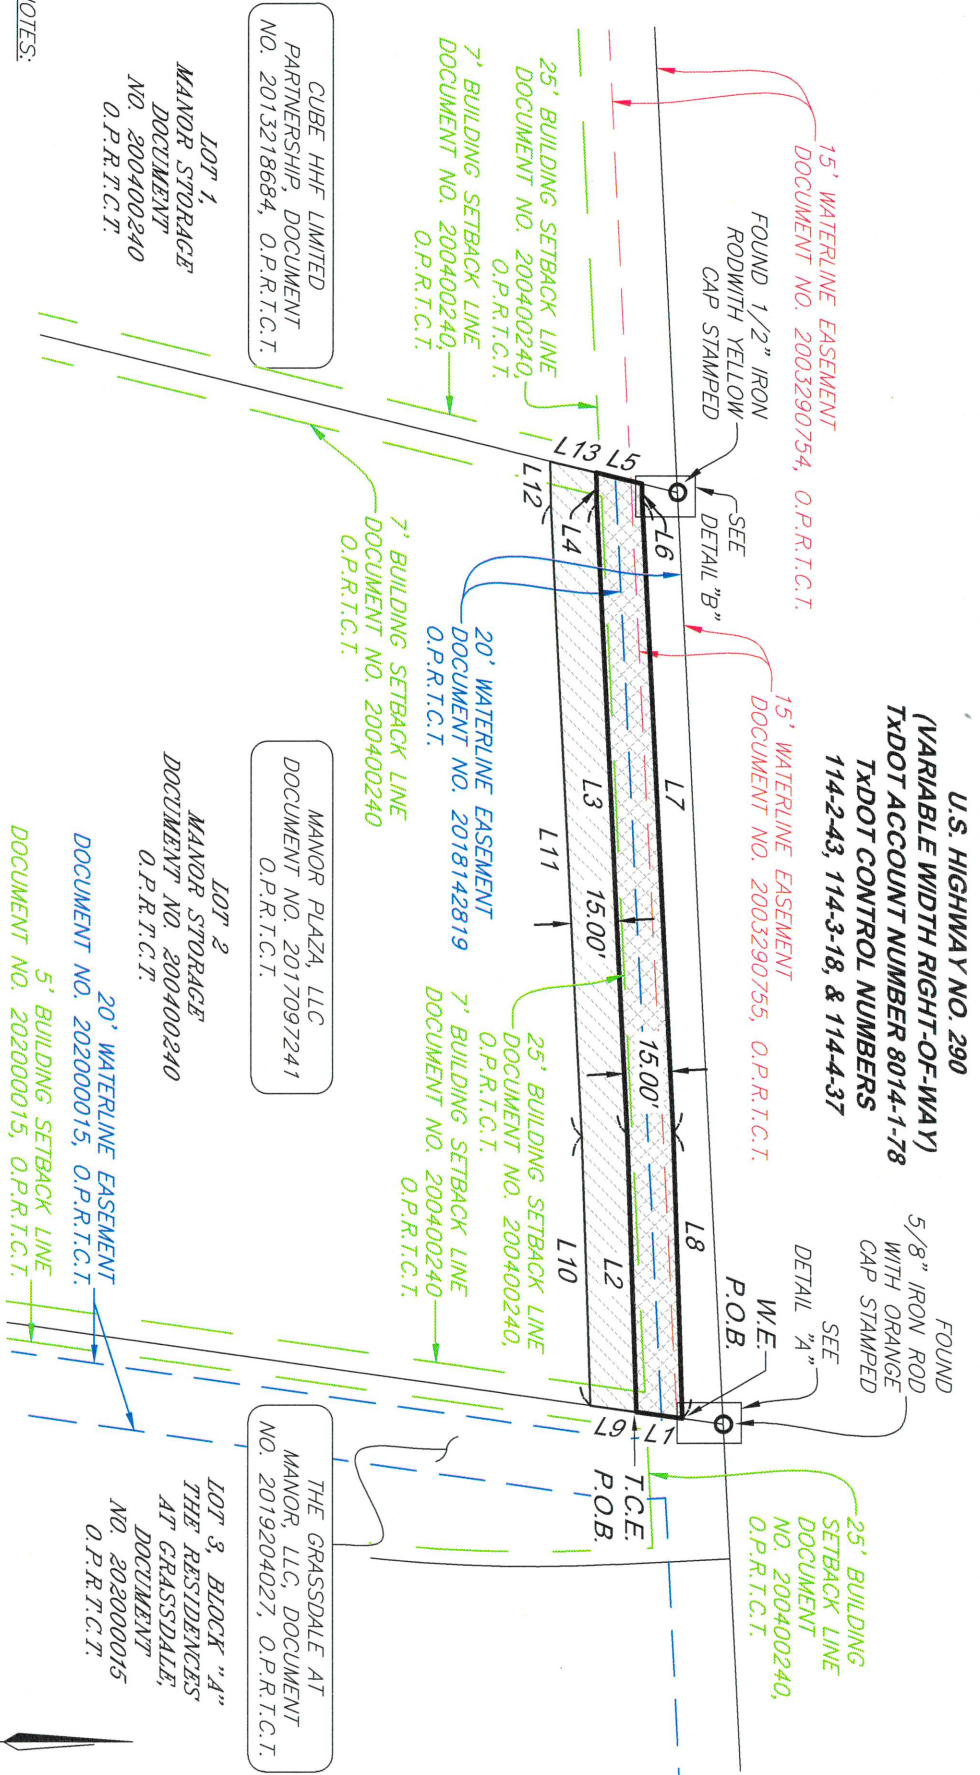 U.S. HIGHWAY NO. 290
(VARIABLE WIDTH RIGHT-OF-WAY)
TxDOT ACCOUNT NUMBER 8014-1-78
TxDOT CONTROL NUMBERS
114-2-43, 114-3-18, & 114-4-37
15' WATERLINE EASEMENT
DOCUMENT NO. 2003290754, O.P.R.T.C.T.
FOUND 1/2" IRON
RODWITH YELLOW
CAP STAMPED
SEE
DETAIL "B"
15' WATERLINE EASEMENT
DOCUMENT NO. 2003290755, O.P.R.T.C.T.
FOUND
5/8" IRON ROD
WITH ORANGE
CAP STAMPED
SEE
DETAIL "A"
W.E.
P.O.B.
25' BUILDING
SETBACK LINE
DOCUMENT
NO. 200400240,
O.P.R.T.C.T.
25' BUILDING SETBACK LINE
DOCUMENT NO. 200400240,
O.P.R.T.C.T.
7' BUILDING SETBACK LINE
DOCUMENT NO. 200400240,
O.P.R.T.C.T.
L13
L5
L6
L7
L8
L4
L12
L3
L11
15.00'
15.00'
L2
L10
L1
L9
T.C.E.
P.O.B.
20' WATERLINE EASEMENT
DOCUMENT NO. 2018142819
O.P.R.T.C.T.
25' BUILDING SETBACK LINE
DOCUMENT NO. 200400240,
O.P.R.T.C.T.
7' BUILDING SETBACK LINE
DOCUMENT NO. 200400240
O.P.R.T.C.T.
7' BUILDING SETBACK LINE
DOCUMENT NO. 200400240
O.P.R.T.C.T.
CUBE HHF LIMITED
PARTNERSHIP, DOCUMENT
NO. 2013218684, O.P.R.T.C.T.
MANOR PLAZA, LLC
DOCUMENT NO. 2017097241
O.P.R.T.C.T.
THE GRASSDALE AT
MANOR, LLC, DOCUMENT
NO. 2019204027, O.P.R.T.C.T.
LOT 1,
MANOR STORAGE
DOCUMENT
NO. 200400240
O.P.R.T.C.T.
LOT 2
MANOR STORAGE
DOCUMENT NO. 200400240
O.P.R.T.C.T.
LOT 3, BLOCK "A"
THE RESIDENCES
AT GRASSDALE,
DOCUMENT
NO. 202000015
O.P.R.T.C.T.
20' WATERLINE EASEMENT
DOCUMENT NO. 202000015, O.P.R.T.C.T.
5' BUILDING SETBACK LINE
DOCUMENT NO. 202000015, O.P.R.T.C.T.
OTES: